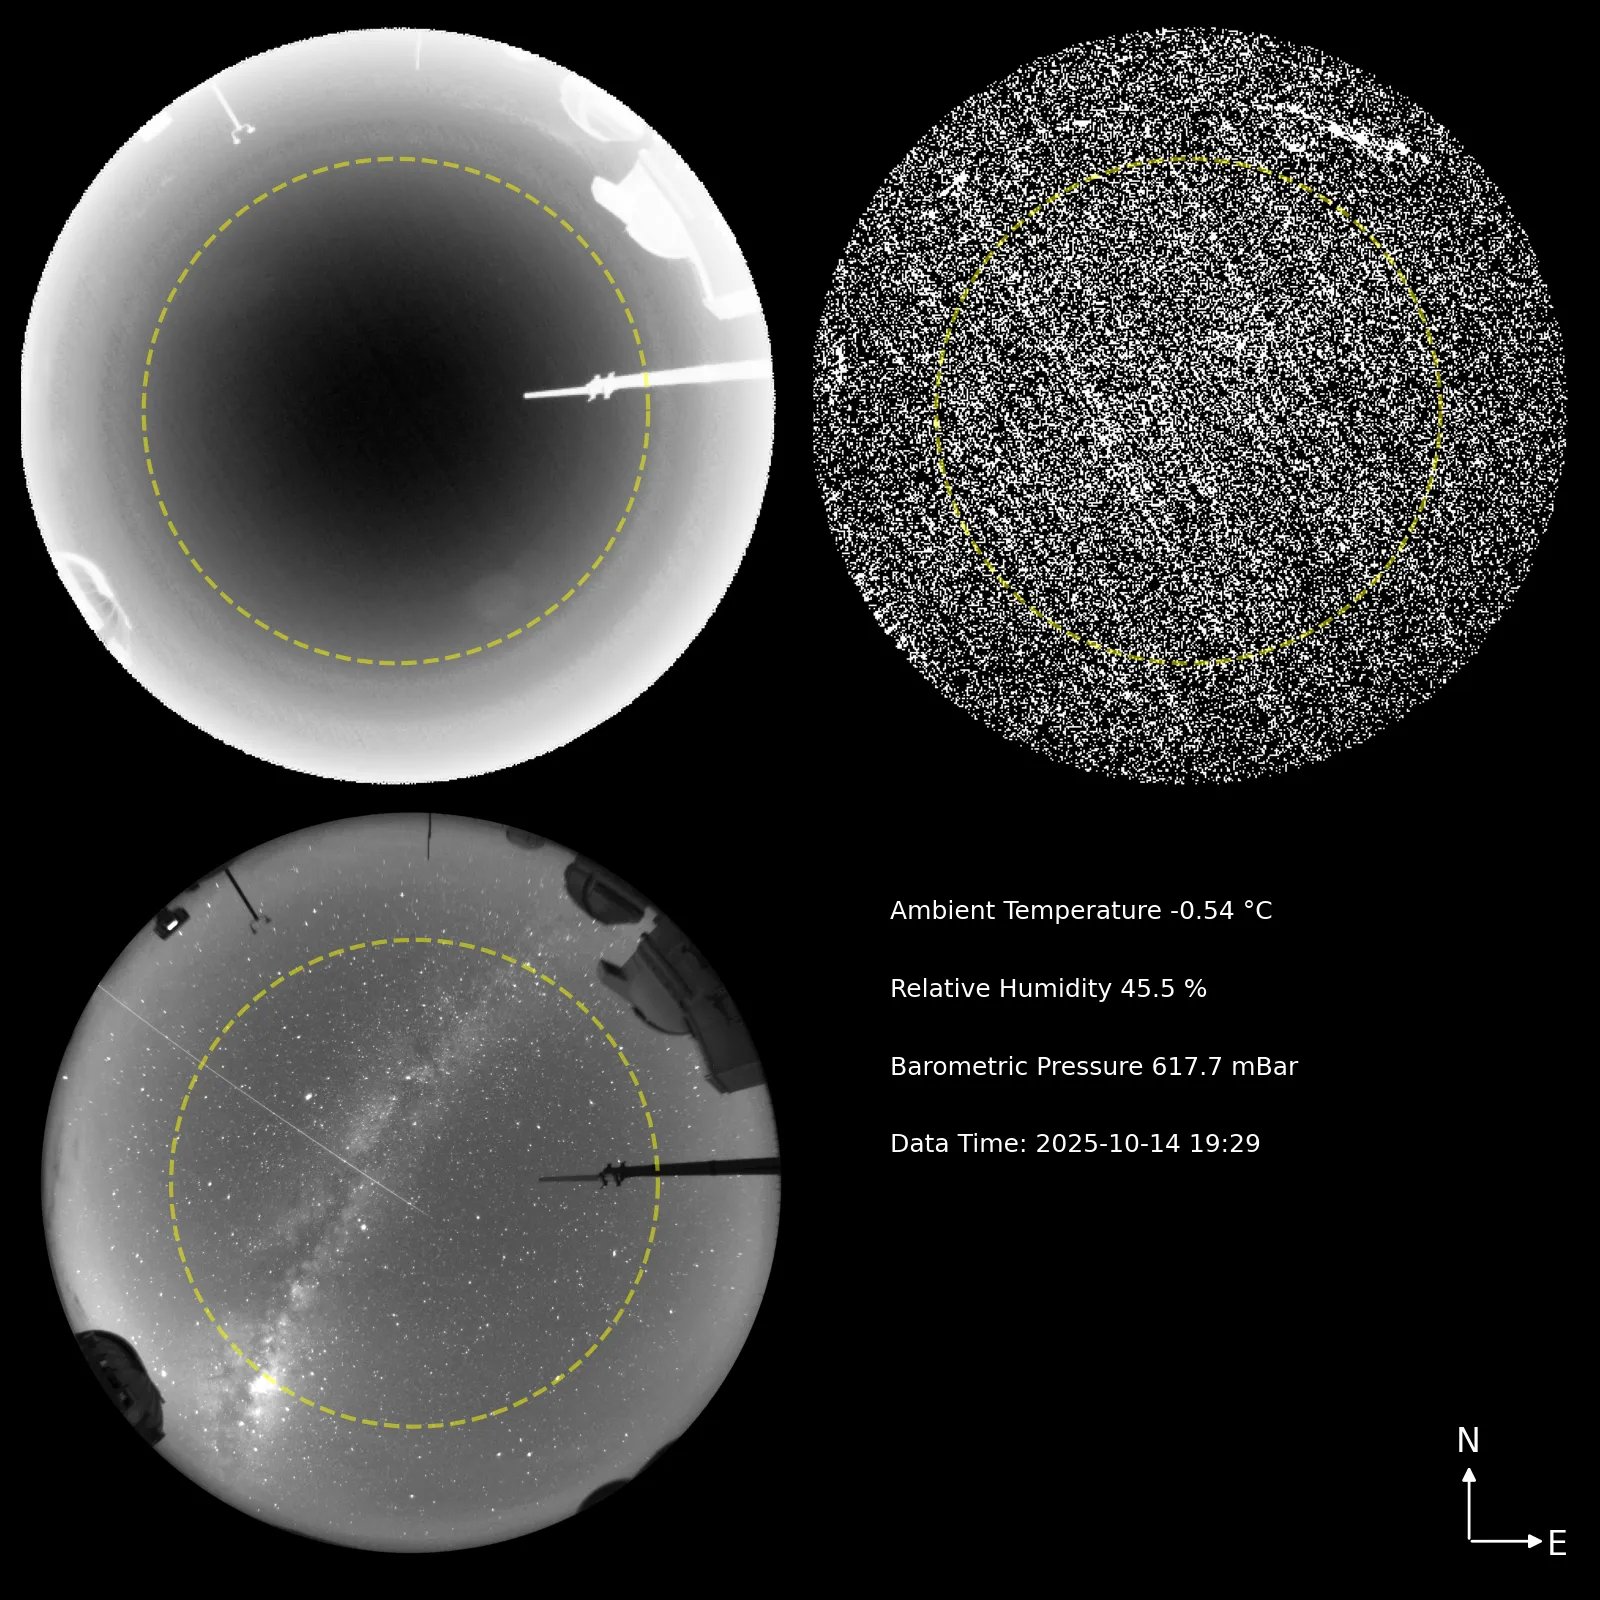 Ambient Temperature -0.54 °C
Relative Humidity 45.5 %
Barometric Pressure 617.7 mBar
Data Time: 2025-10-14 19:29
N
E